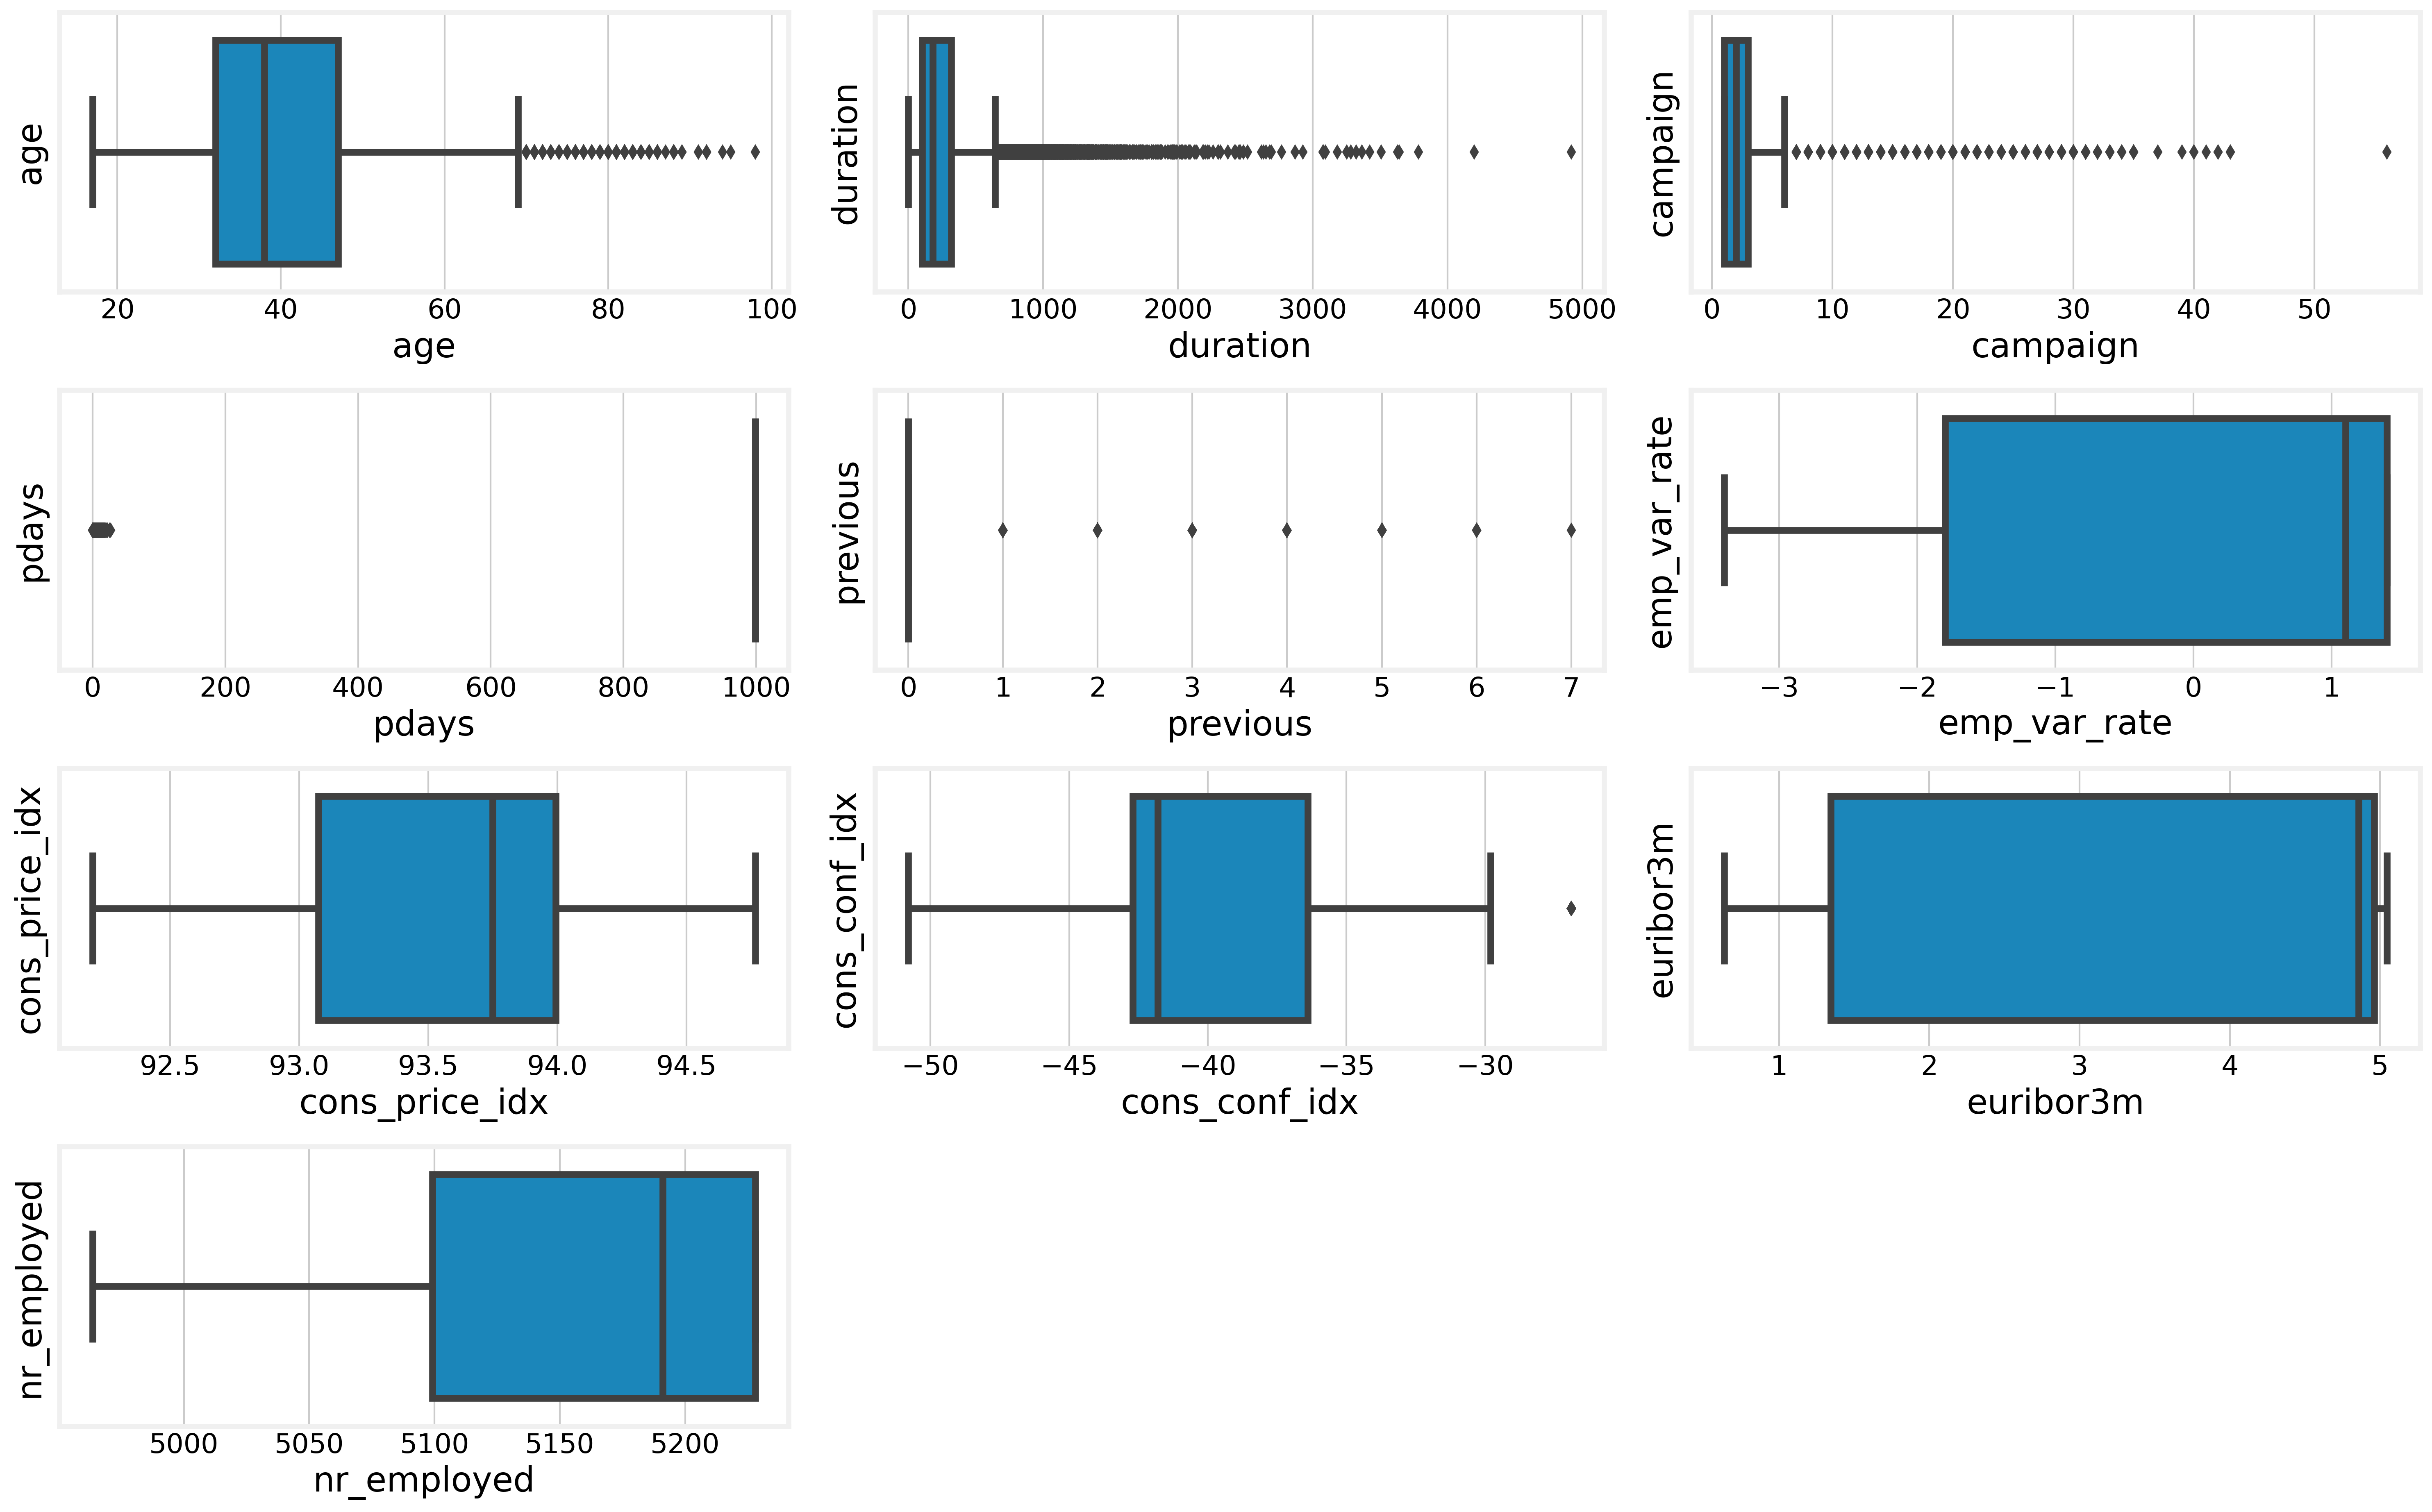 age
20 40 60 80 100
age
duration
0 1000 2000 3000 4000 5000
duration
campaign
0 10 20 30 40 50
campaign
pdays
0 200 400 600 800 1000
pdays
previous
0 1 2 3 4 5 6 7
previous
emp_var_rate
−3 −2 −1 0 1
emp_var_rate
cons_price_idx
92.5 93.0 93.5 94.0 94.5
cons_price_idx
cons_conf_idx
−50 −45 −40 −35 −30
cons_conf_idx
euribor3m
1 2 3 4 5
euribor3m
nr_employed
5000 5050 5100 5150 5200
nr_employed